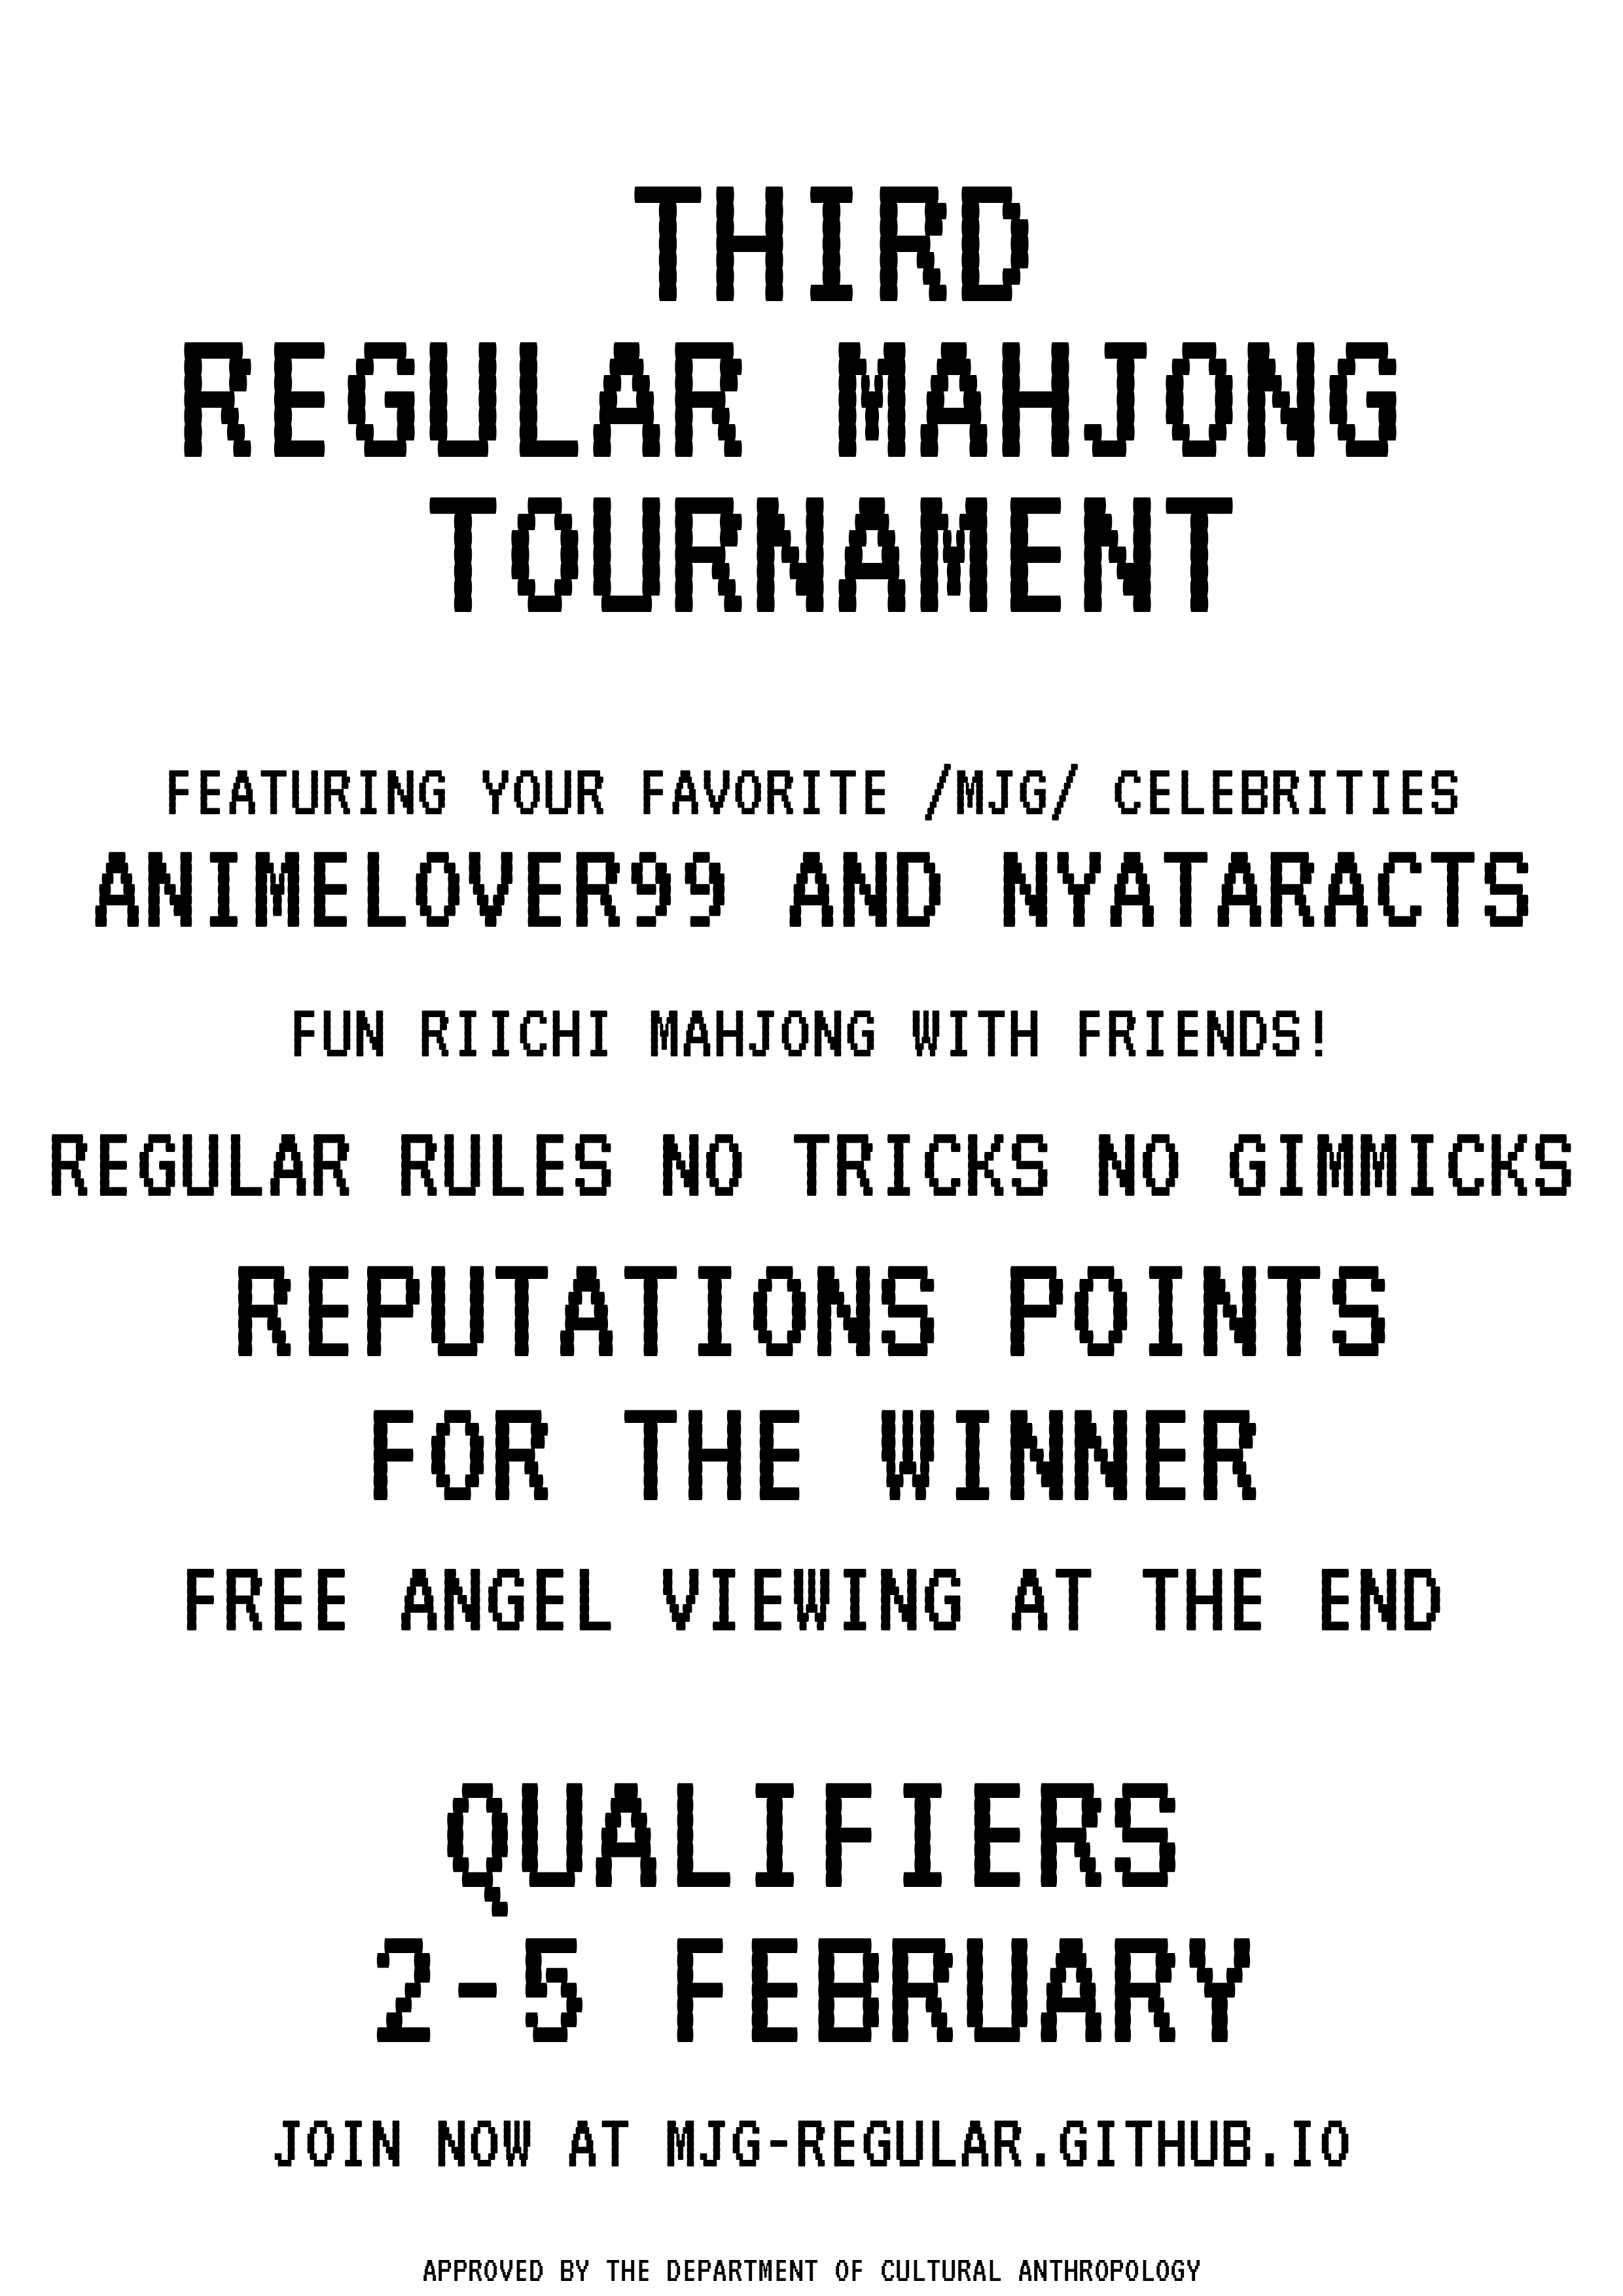 THIRD
REGULAR MAHJONG
TOURNAMENT
FEATURING YOUR FAVORITE /MJG/ CELEBRITIES
ANIMELOVER99 AND NYATARACTS
FUN RIICHI MAHJONG WITH FRIENDS!
REGULAR RULES NO TRICKS NO GIMMICKS
REPUTATIONS POINTS
FOR THE WINNER
FREE ANGEL VIEWING AT THE END
QUALIFIERS
2-5 FEBRUARY
JOIN NOW AT MJG-REGULAR.GITHUB.IO
APPROVED BY THE DEPARTMENT OF CULTURAL ANTHROPOLOGY